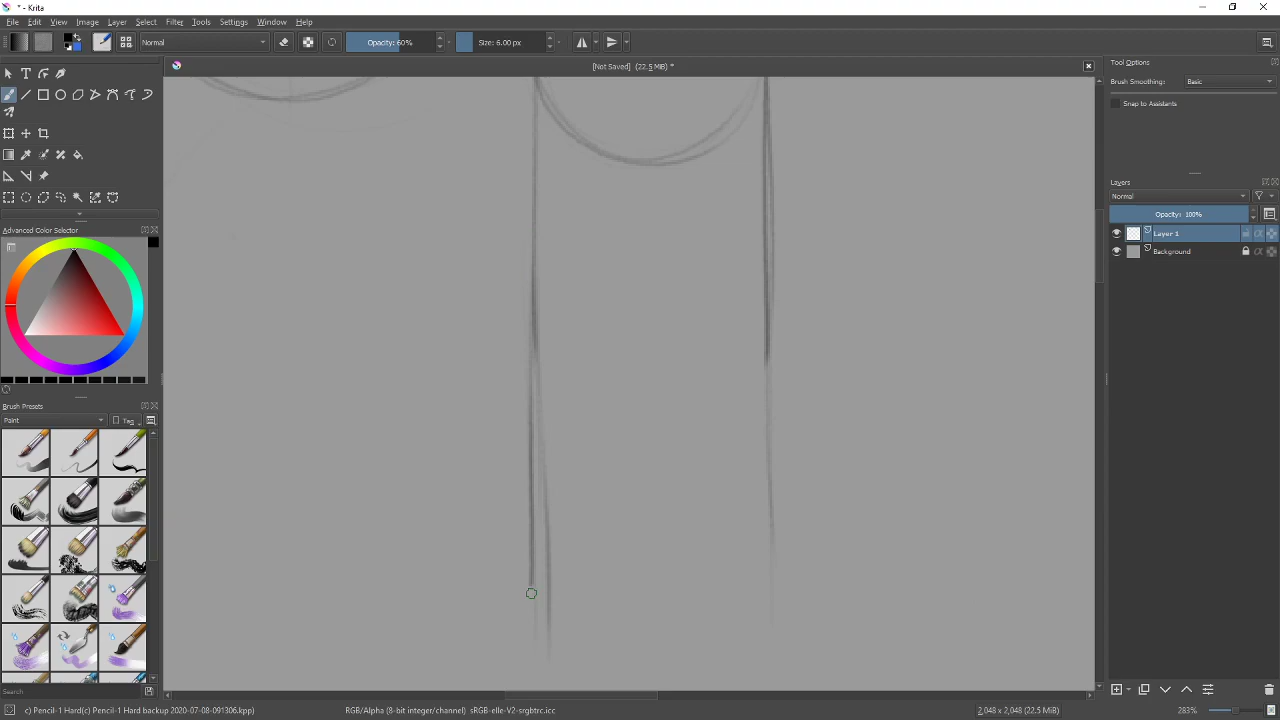 * - Krita
File Edit View Image Layer Select Filter Tools Settings Window Help
Normal Opacity: 60% Size: 6.00 px
[Not Saved] (22.5 MiB) *
Tool Options
Brush Smoothing: Basic
Snap to Assistants
Layers
Normal
Opacity: 100%
Layer 1
Background
Advanced Color Selector
Brush Presets
Paint Tag
Search
c) Pencil-1 Hard(c) Pencil-1 Hard backup 2020-07-08-091306.kpp) RGB/Alpha (8-bit integer/channel) sRGB-elle-V2-srgbtrc.icc 2,048 x 2,048 (22.5 MiB) 283%